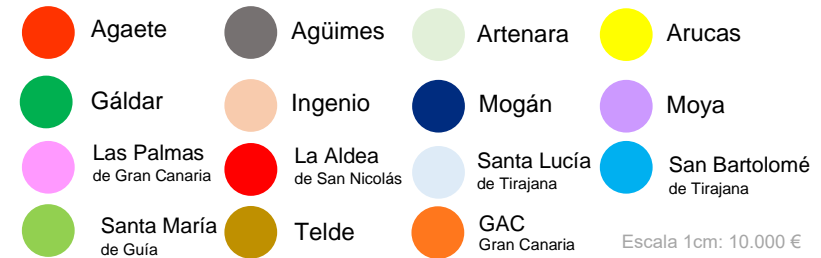 Agaete
Agüimes
Artenara
Arucas
Gáldar
Ingenio
Mogán
Moya
Las Palmas
de Gran Canaria
La Aldea
de San Nicolás
Santa Lucía
de Tirajana
San Bartolomé
de Tirajana
Santa María
de Guía
Telde
GAC
Gran Canaria
Escala 1cm: 10.000 €